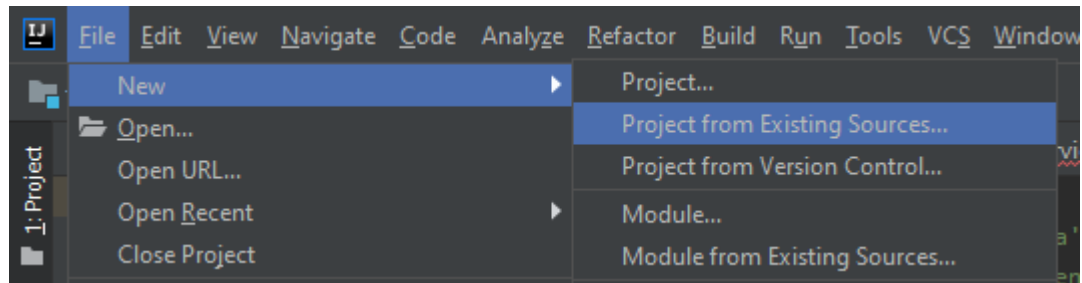 IJ
File Edit View Navigate Code Analyze Refactor Build Run Tools VCS Window
New
Project...
Open...
Project from Existing Sources...
Open URL...
Project from Version Control...
Open Recent
Module...
Close Project
Module from Existing Sources...
1: Project